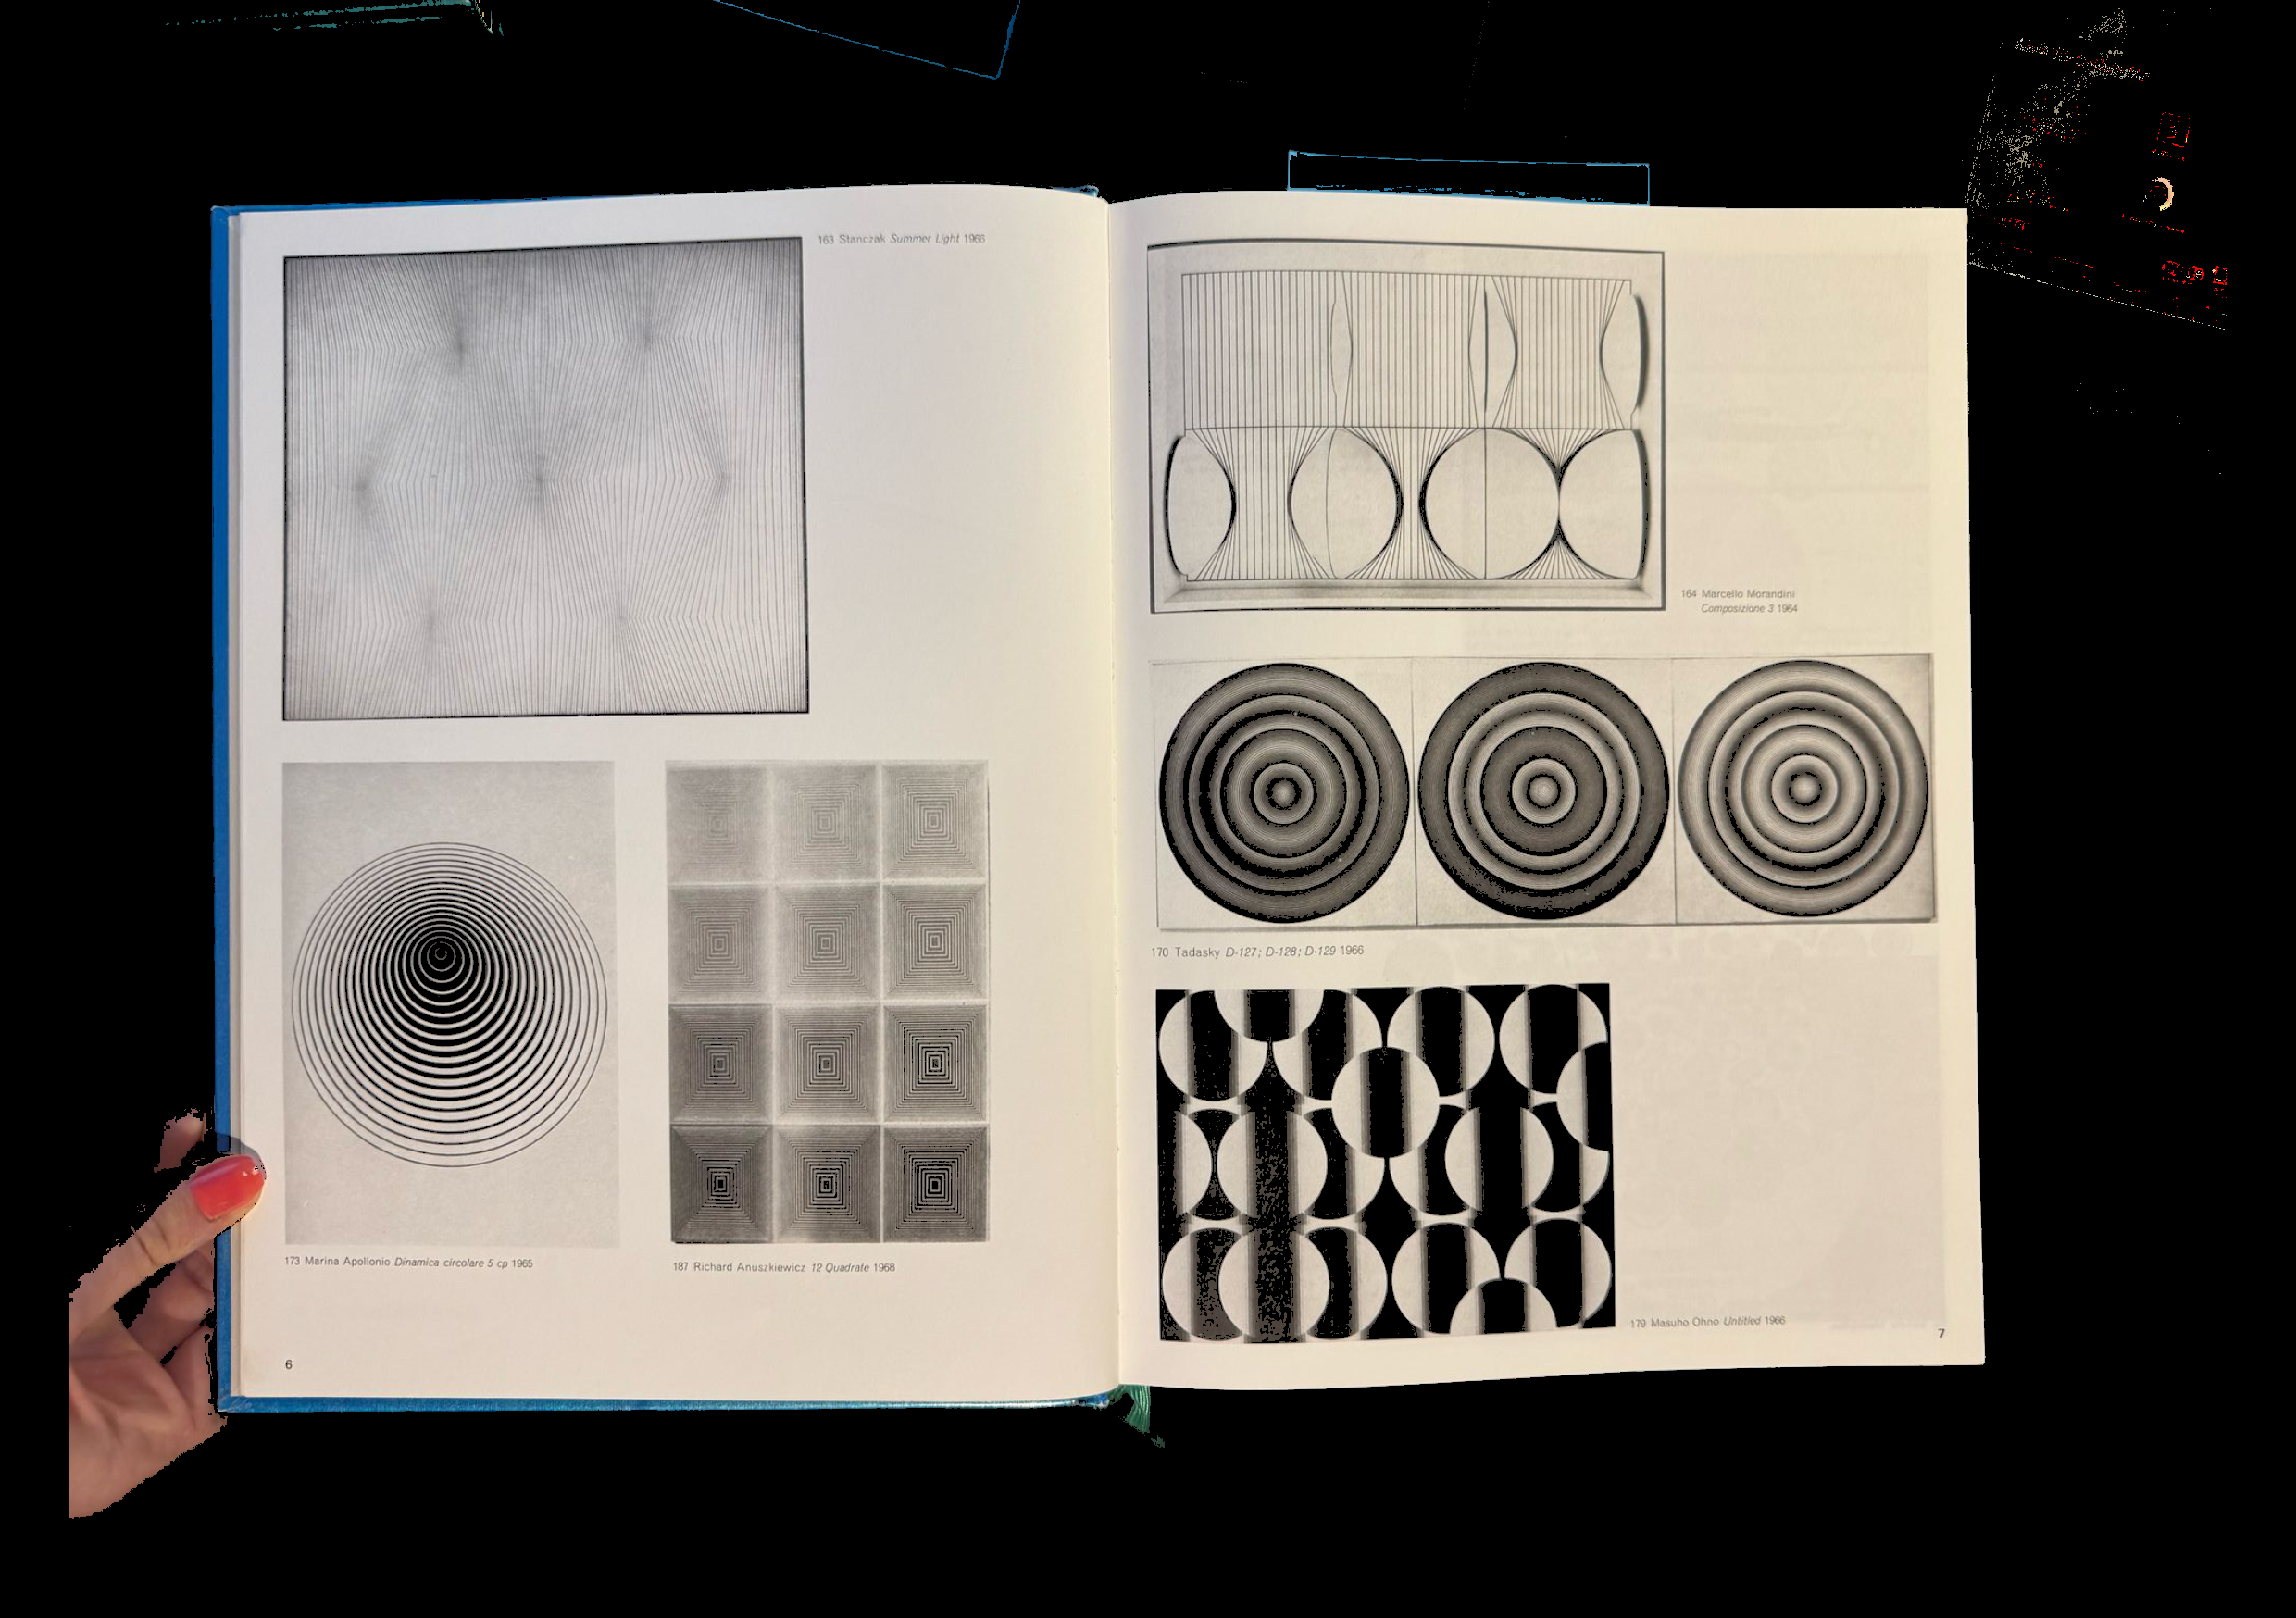 163 Stanczak Summer Light 1966
173 Marina Apollonio Dinamica circolare 5 cp 1965
187 Richard Anuszkiewicz 12 Quadrate 1968
6
164 Marcello Morandini
Composizione 3 1964
170 Tadasky D-127; D-128; D-129 1966
179 Masuho Ohno Untitled 1966
7